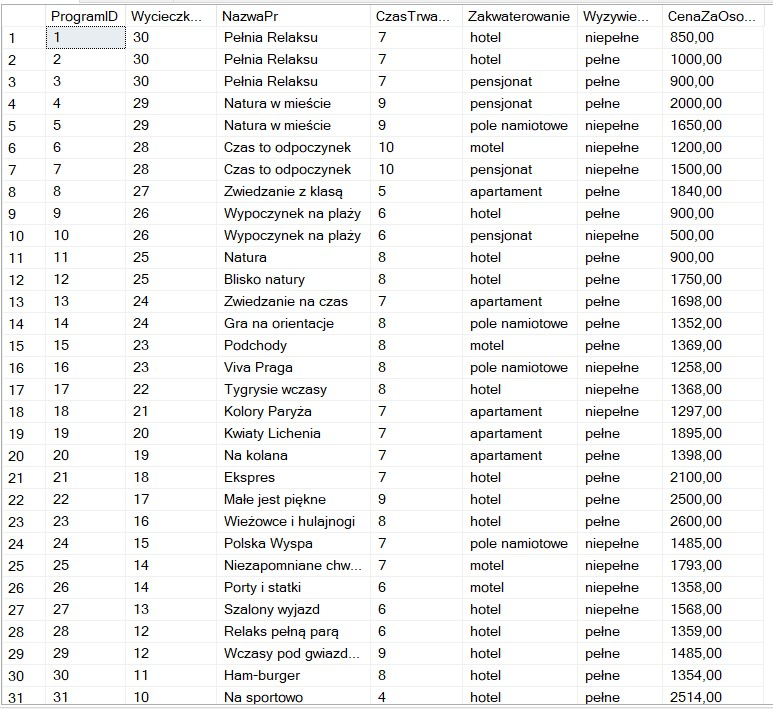 ProgramID Wycieczk... NazwaPr CzasTrwa... Zakwaterowanie Wyzywie... CenaZaOso...
1 1 30 Pełnia Relaksu 7 hotel niepełne 850,00
2 2 30 Pełnia Relaksu 7 hotel pełne 1000,00
3 3 30 Pełnia Relaksu 7 pensjonat pełne 900,00
4 4 29 Natura w mieście 9 pensjonat pełne 2000,00
5 5 29 Natura w mieście 9 pole namiotowe niepełne 1650,00
6 6 28 Czas to odpoczynek 10 motel niepełne 1200,00
7 7 28 Czas to odpoczynek 10 pensjonat niepełne 1500,00
8 8 27 Zwiedzanie z klasą 5 apartament pełne 1840,00
9 9 26 Wypoczynek na plaży 6 hotel pełne 900,00
10 10 26 Wypoczynek na plaży 6 pensjonat niepełne 500,00
11 11 25 Natura 8 hotel pełne 900,00
12 12 25 Blisko natury 8 hotel pełne 1750,00
13 13 24 Zwiedzanie na czas 7 apartament pełne 1698,00
14 14 24 Gra na orientacje 8 pole namiotowe pełne 1352,00
15 15 23 Podchody 8 motel pełne 1369,00
16 16 23 Viva Praga 8 pole namiotowe niepełne 1258,00
17 17 22 Tygrysie wczasy 8 hotel niepełne 1368,00
18 18 21 Kolory Paryża 7 apartament niepełne 1297,00
19 19 20 Kwiaty Lichenia 7 apartament pełne 1895,00
20 20 19 Na kolana 7 apartament pełne 1398,00
21 21 18 Ekspres 7 hotel pełne 2100,00
22 22 17 Małe jest piękne 9 hotel pełne 2500,00
23 23 16 Wieżowce i hulajnogi 8 hotel pełne 2600,00
24 24 15 Polska Wyspa 7 pole namiotowe niepełne 1485,00
25 25 14 Niezapomniane chw... 7 motel niepełne 1793,00
26 26 14 Porty i statki 6 motel niepełne 1358,00
27 27 13 Szalony wyjazd 6 hotel niepełne 1568,00
28 28 12 Relaks pełną parą 6 hotel pełne 1359,00
29 29 12 Wczasy pod gwiazd... 9 hotel pełne 1485,00
30 30 11 Ham-burger 8 hotel pełne 1354,00
31 31 10 Na sportowo 4 hotel pełne 2514,00